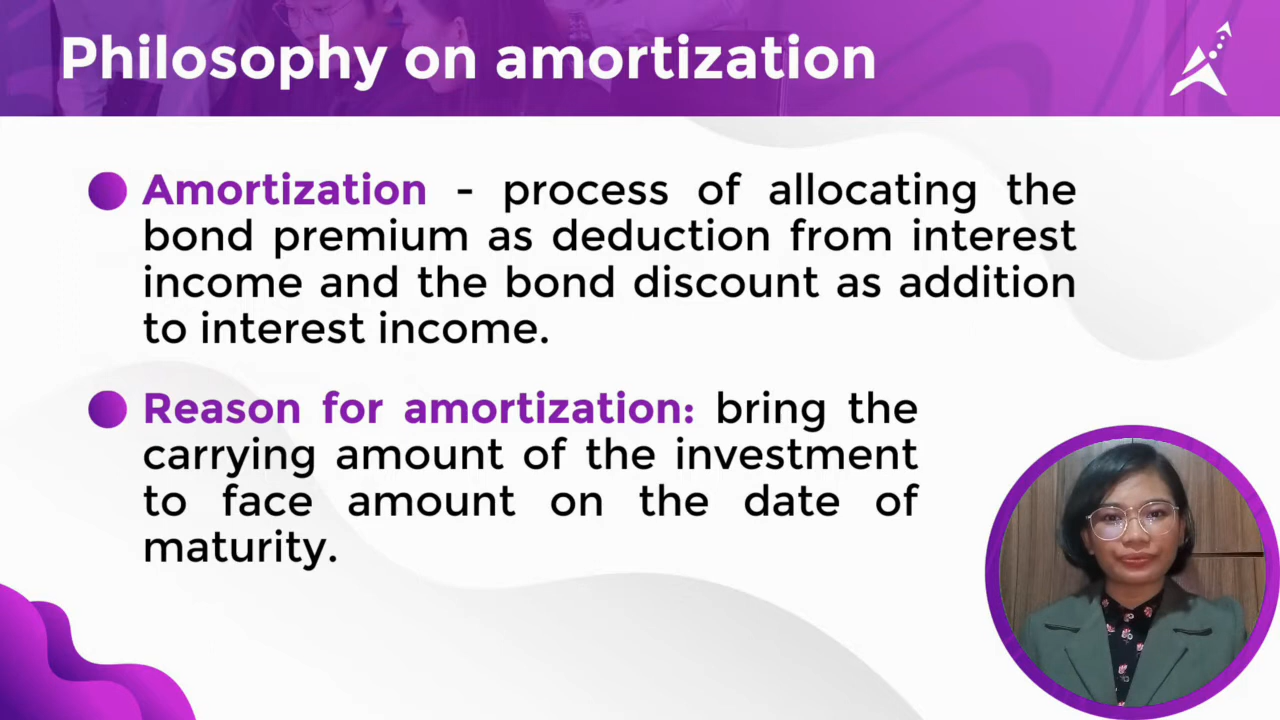 Philosophy on amortization
Amortization - process of allocating the
bond premium as deduction from interest
income and the bond discount as addition
to interest income.
Reason for amortization: bring the
carrying amount of the investment
to face amount on the date of
maturity.